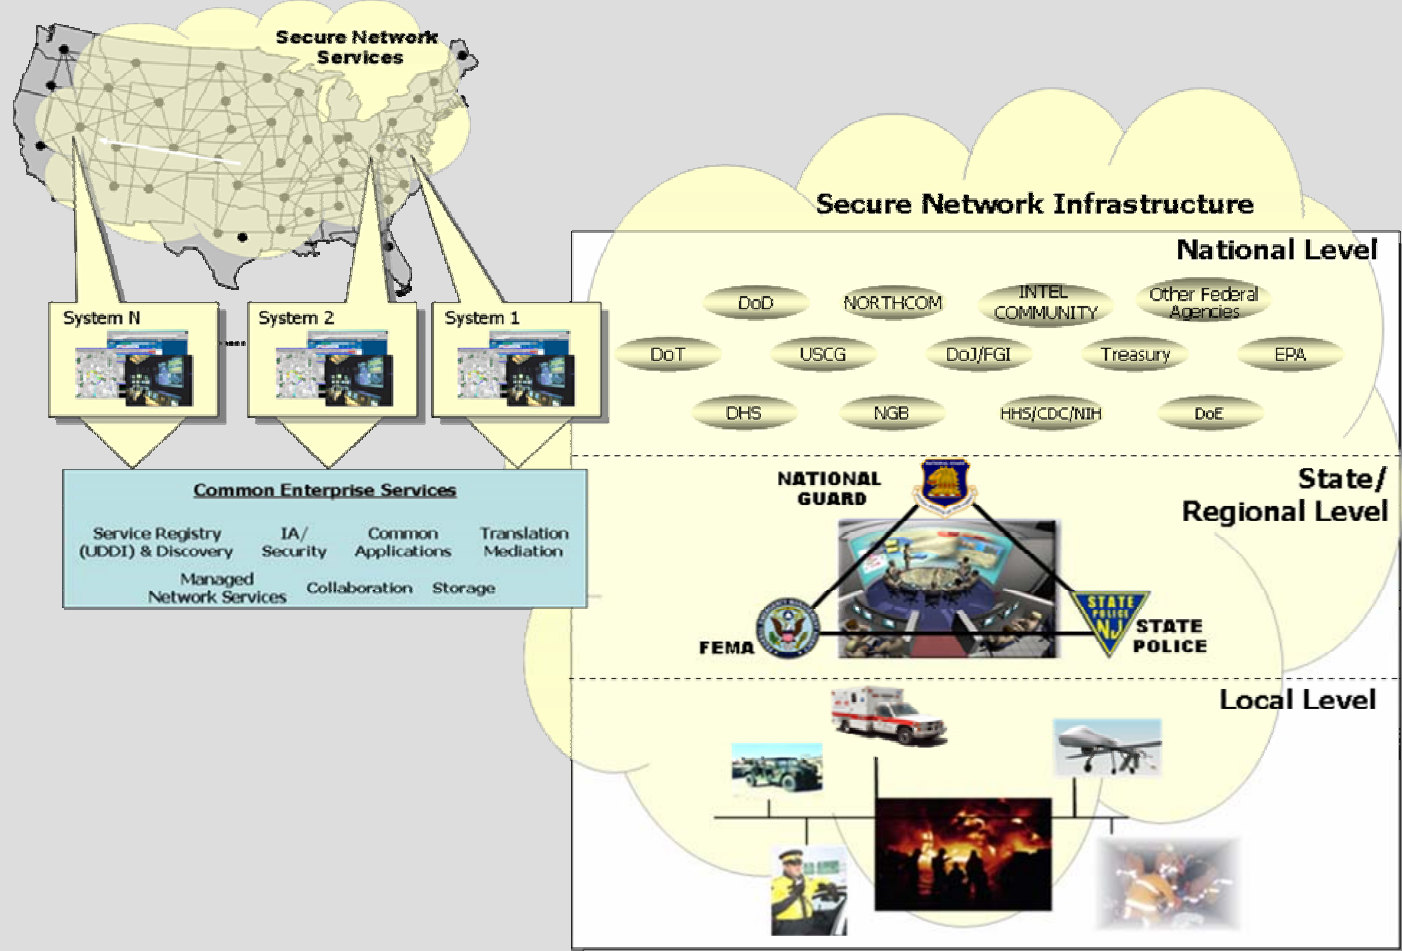 Secure Network
Services
Secure Network Infrastructure
National Level
DoD
NORTHCOM
INTEL
COMMUNITY
Other Federal
Agencies
DoT
USCG
DoJ/FGI
Treasury
EPA
DHS
NGB
HHS/CDC/NIH
DoE
System N
System 2
System 1
Common Enterprise Services
Service Registry
(UDDI) & Discovery
IA/
Security
Common
Applications
Translation
Mediation
Managed
Network Services
Collaboration
Storage
State/
Regional Level
NATIONAL
GUARD
FEMA
STATE
POLICE
NJ
STATE
POLICE
Local Level